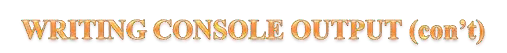 WRITING CONSOLE OUTPUT (con’t)